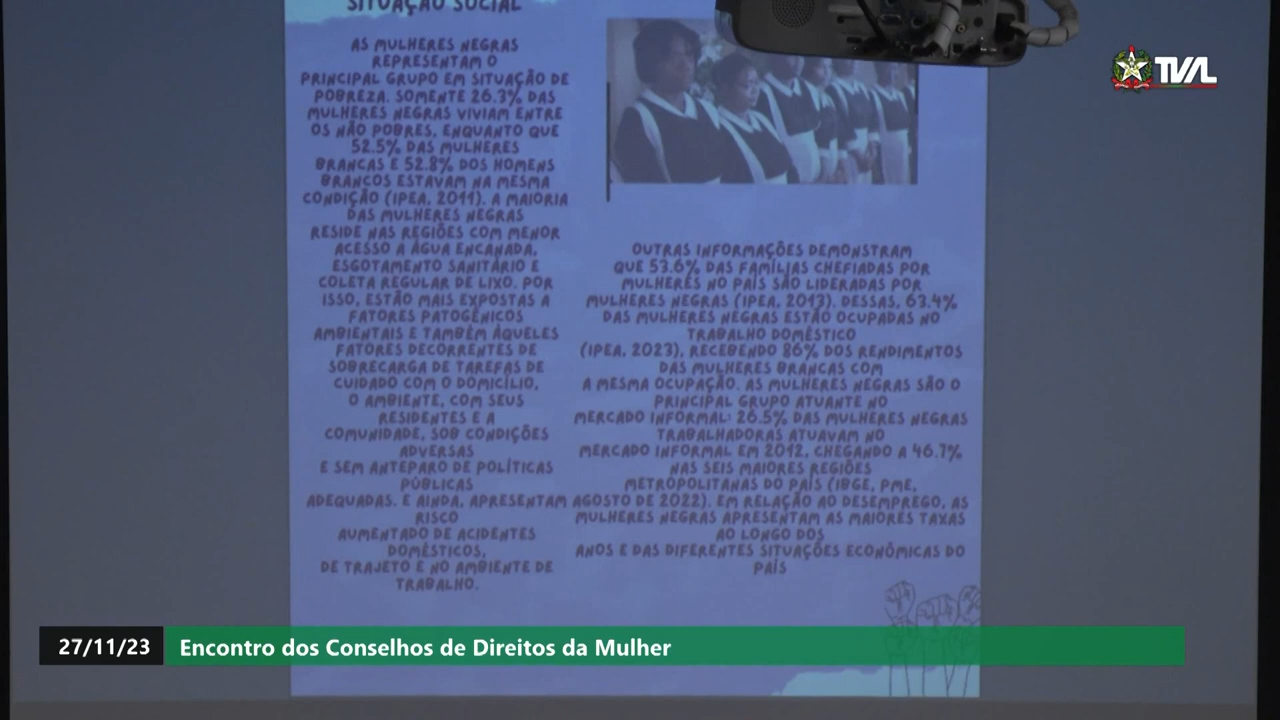 SITUAÇÃO SOCIAL
AS MULHERES NEGRAS
REPRESENTAM O
PRINCIPAL GRUPO EM SITUAÇÃO DE
POBREZA. SOMENTE 26.3% DAS
MULHERES NEGRAS VIVIAM ENTRE
OS NÃO POBRES, ENQUANTO QUE
52.5% DAS MULHERES
BRANCAS E 52.8% DOS HOMENS
BRANCOS ESTAVAM NA MESMA
CONDIÇÃO (IPEA, 2011). A MAIORIA
DAS MULHERES NEGRAS
RESIDE NAS REGIÕES COM MENOR
ACESSO A ÁGUA ENCANADA,
ESGOTAMENTO SANITÁRIO E
COLETA REGULAR DE LIXO. POR
ISSO, ESTÃO MAIS EXPOSTAS A
FATORES PATOGÊNICOS
AMBIENTAIS E TAMBÉM ÀQUELES
FATORES DECORRENTES DE
SOBRECARGA DE TAREFAS DE
CUIDADO COM O DOMICÍLIO,
O AMBIENTE, COM SEUS
RESIDENTES E A
COMUNIDADE, SOB CONDIÇÕES
ADVERSAS
E SEM ANTEPARO DE POLÍTICAS
PÚBLICAS
ADEQUADAS. E AINDA, APRESENTAM
RISCO
AUMENTADO DE ACIDENTES
DOMÉSTICOS,
DE TRAJETO E NO AMBIENTE DE
TRABALHO.
OUTRAS INFORMAÇÕES DEMONSTRAM
QUE 53.6% DAS FAMÍLIAS CHEFIADAS POR
MULHERES NO PAÍS SÃO LIDERADAS POR
MULHERES NEGRAS (IPEA, 2013). DESSAS, 63.4%
DAS MULHERES NEGRAS ESTÃO OCUPADAS NO
TRABALHO DOMÉSTICO
(IPEA, 2023), RECEBENDO 86% DOS RENDIMENTOS
DAS MULHERES BRANCAS COM
A MESMA OCUPAÇÃO. AS MULHERES NEGRAS SÃO O
PRINCIPAL GRUPO ATUANTE NO
MERCADO INFORMAL: 26.5% DAS MULHERES NEGRAS
TRABALHADORAS ATUAVAM NO
MERCADO INFORMAL EM 2012, CHEGANDO A 46.7%
NAS SEIS MAIORES REGIÕES
METROPOLITANAS DO PAÍS (IBGE, PME,
AGOSTO DE 2022). EM RELAÇÃO AO DESEMPREGO, AS
MULHERES NEGRAS APRESENTAM AS MAIORES TAXAS
AO LONGO DOS
ANOS E DAS DIFERENTES SITUAÇÕES ECONÔMICAS DO
PAÍS
TVAL
27/11/23 Encontro dos Conselhos de Direitos da Mulher